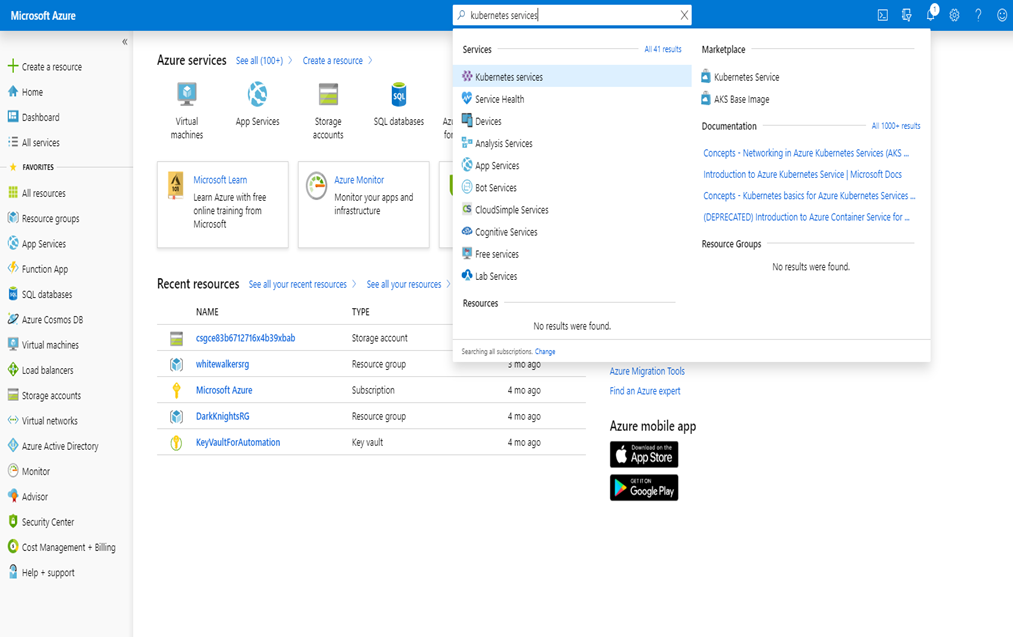 Microsoft Azure
kubernetes services
1
«
Create a resource
Home
Dashboard
All services
FAVORITES
All resources
Resource groups
App Services
Function App
SQL databases
Azure Cosmos DB
Virtual machines
Load balancers
Storage accounts
Virtual networks
Azure Active Directory
Monitor
Advisor
Security Center
Cost Management + Billing
Help + support
Azure services
See all (100+)
Create a resource
Virtual
machines
App Services
Storage
accounts
SQL
SQL databases
Microsoft Learn
Learn Azure with free
online training from
Microsoft
Azure Monitor
Monitor your apps and
infrastructure
Recent resources
See all your recent resources
See all your resources
NAME
TYPE
csgce83b6712716x4b39xbab
Storage account
whitewalkersrg
Resource group
3 mo ago
Microsoft Azure
Subscription
4 mo ago
DarkKnightsRG
Resource group
4 mo ago
KeyVaultForAutomation
Key vault
4 mo ago
Services
All 41 results
Kubernetes services
Service Health
Devices
Analysis Services
App Services
Bot Services
CloudSimple Services
Cognitive Services
Free services
Lab Services
Resources
No results were found.
Searching all subscriptions. Change
Marketplace
Kubernetes Service
AKS Base Image
Documentation
All 1000+ results
Concepts - Networking in Azure Kubernetes Services (AKS ...
Introduction to Azure Kubernetes Service | Microsoft Docs
Concepts - Kubernetes basics for Azure Kubernetes Services ...
(DEPRECATED) Introduction to Azure Container Service for ...
Resource Groups
No results were found.
Azure Migration Tools
Find an Azure expert
Azure mobile app
Download on the
App Store
GET IT ON
Google Play